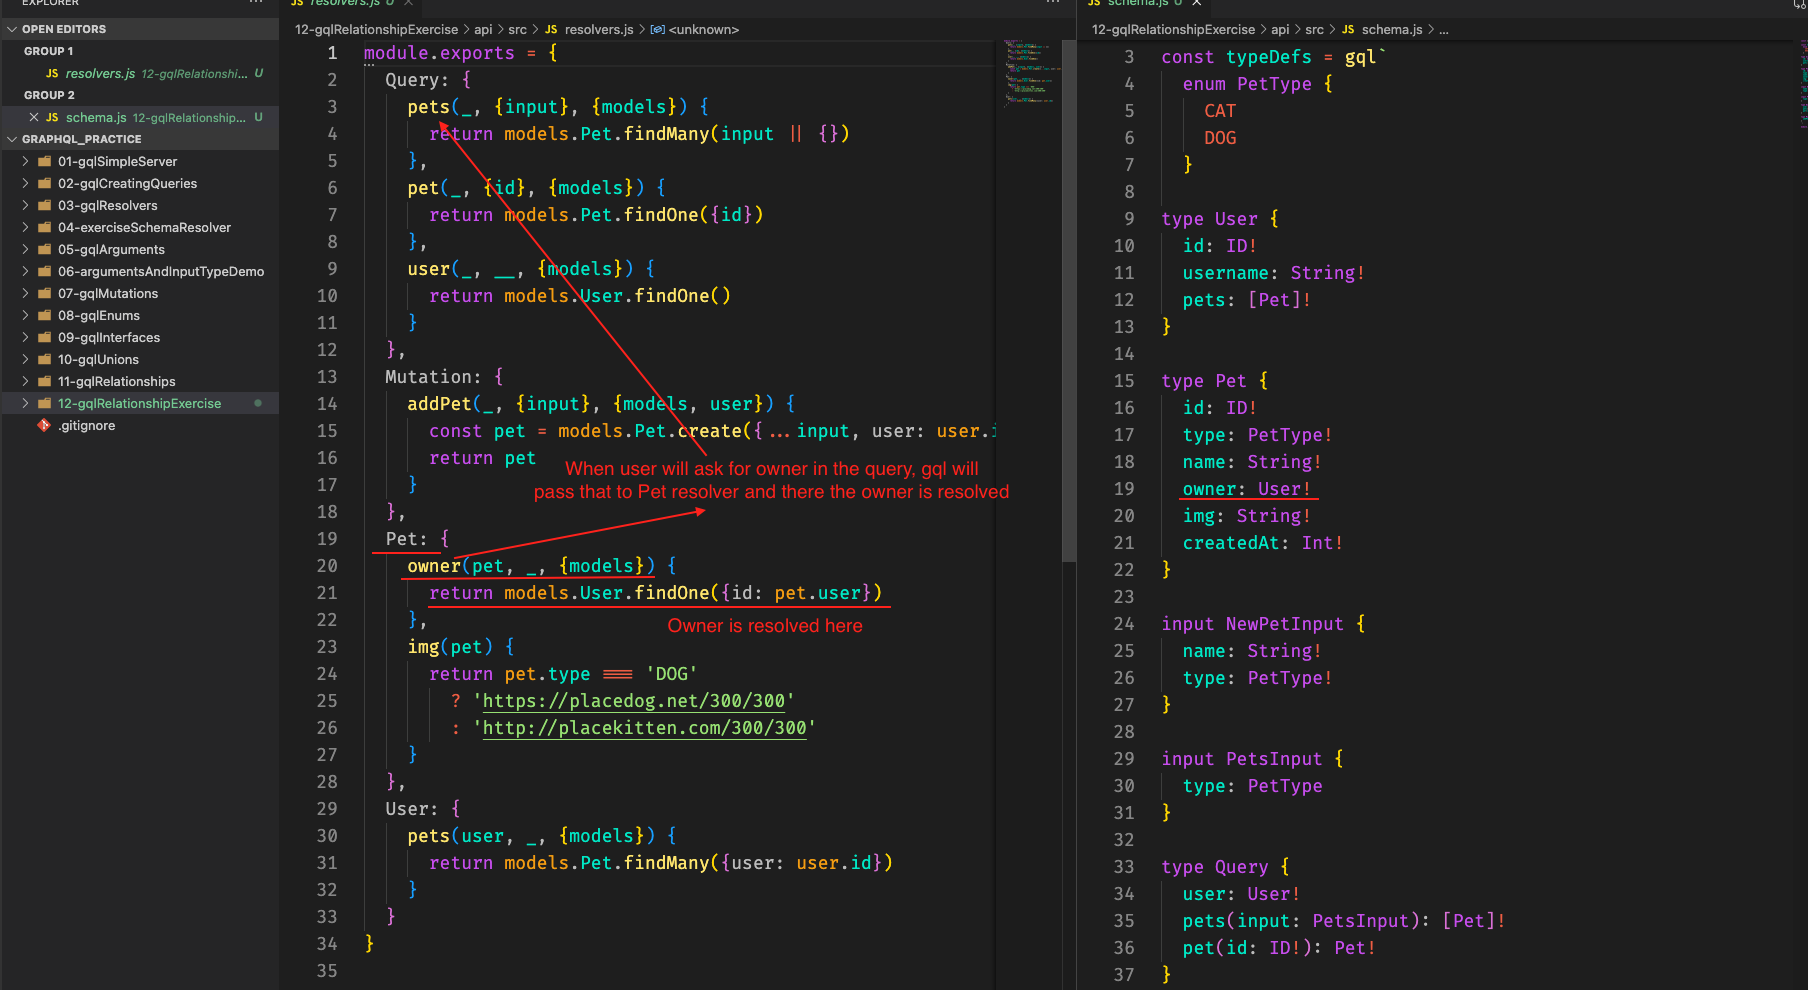 EXPLORER
OPEN EDITORS
GROUP 1
JS resolvers.js 12-gqlRelationshi... U
GROUP 2
JS schema.js 12-gqlRelationship... U
GRAPHQL_PRACTICE
01-gqlSimpleServer
02-gqlCreatingQueries
03-gqlResolvers
04-exerciseSchemaResolver
05-gqlArguments
06-argumentsAndInputTypeDemo
07-gqlMutations
08-gqlEnums
09-gqlInterfaces
10-gqlUnions
11-gqlRelationships
12-gqlRelationshipExercise
.gitignore
JS resolvers.js U
12-gqlRelationshipExercise > api > src > JS resolvers.js > <unknown>
1 module.exports = {
2 Query: {
3 pets(_, {input}, {models}) {
4 return models.Pet.findMany(input || {})
5 },
6 pet(_, {id}, {models}) {
7 return models.Pet.findOne({id})
8 },
9 user(_, __, {models}) {
10 return models.User.findOne()
11 }
12 },
13 Mutation: {
14 addPet(_, {input}, {models, user}) {
15 const pet = models.Pet.create({...input, user: user.i
16 return pet
When user will ask for owner in the query, gql will
17 }
pass that to Pet resolver and there the owner is resolved
18 },
19 Pet: {
20 owner(pet, _, {models}) {
21 return models.User.findOne({id: pet.user})
22 },
Owner is resolved here
23 img(pet) {
24 return pet.type === 'DOG'
25 ? 'https://placedog.net/300/300'
26 : 'http://placekitten.com/300/300'
27 }
28 },
29 User: {
30 pets(user, _, {models}) {
31 return models.Pet.findMany({user: user.id})
32 }
33 }
34 }
35
JS schema.js U
12-gqlRelationshipExercise > api > src > JS schema.js > ...
3 const typeDefs = gql`
4 enum PetType {
5 CAT
6 DOG
7 }
8
9 type User {
10 id: ID!
11 username: String!
12 pets: [Pet]!
13 }
14
15 type Pet {
16 id: ID!
17 type: PetType!
18 name: String!
19 owner: User!
20 img: String!
21 createdAt: Int!
22 }
23
24 input NewPetInput {
25 name: String!
26 type: PetType!
27 }
28
29 input PetsInput {
30 type: PetType
31 }
32
33 type Query {
34 user: User!
35 pets(input: PetsInput): [Pet]!
36 pet(id: ID!): Pet!
37 }